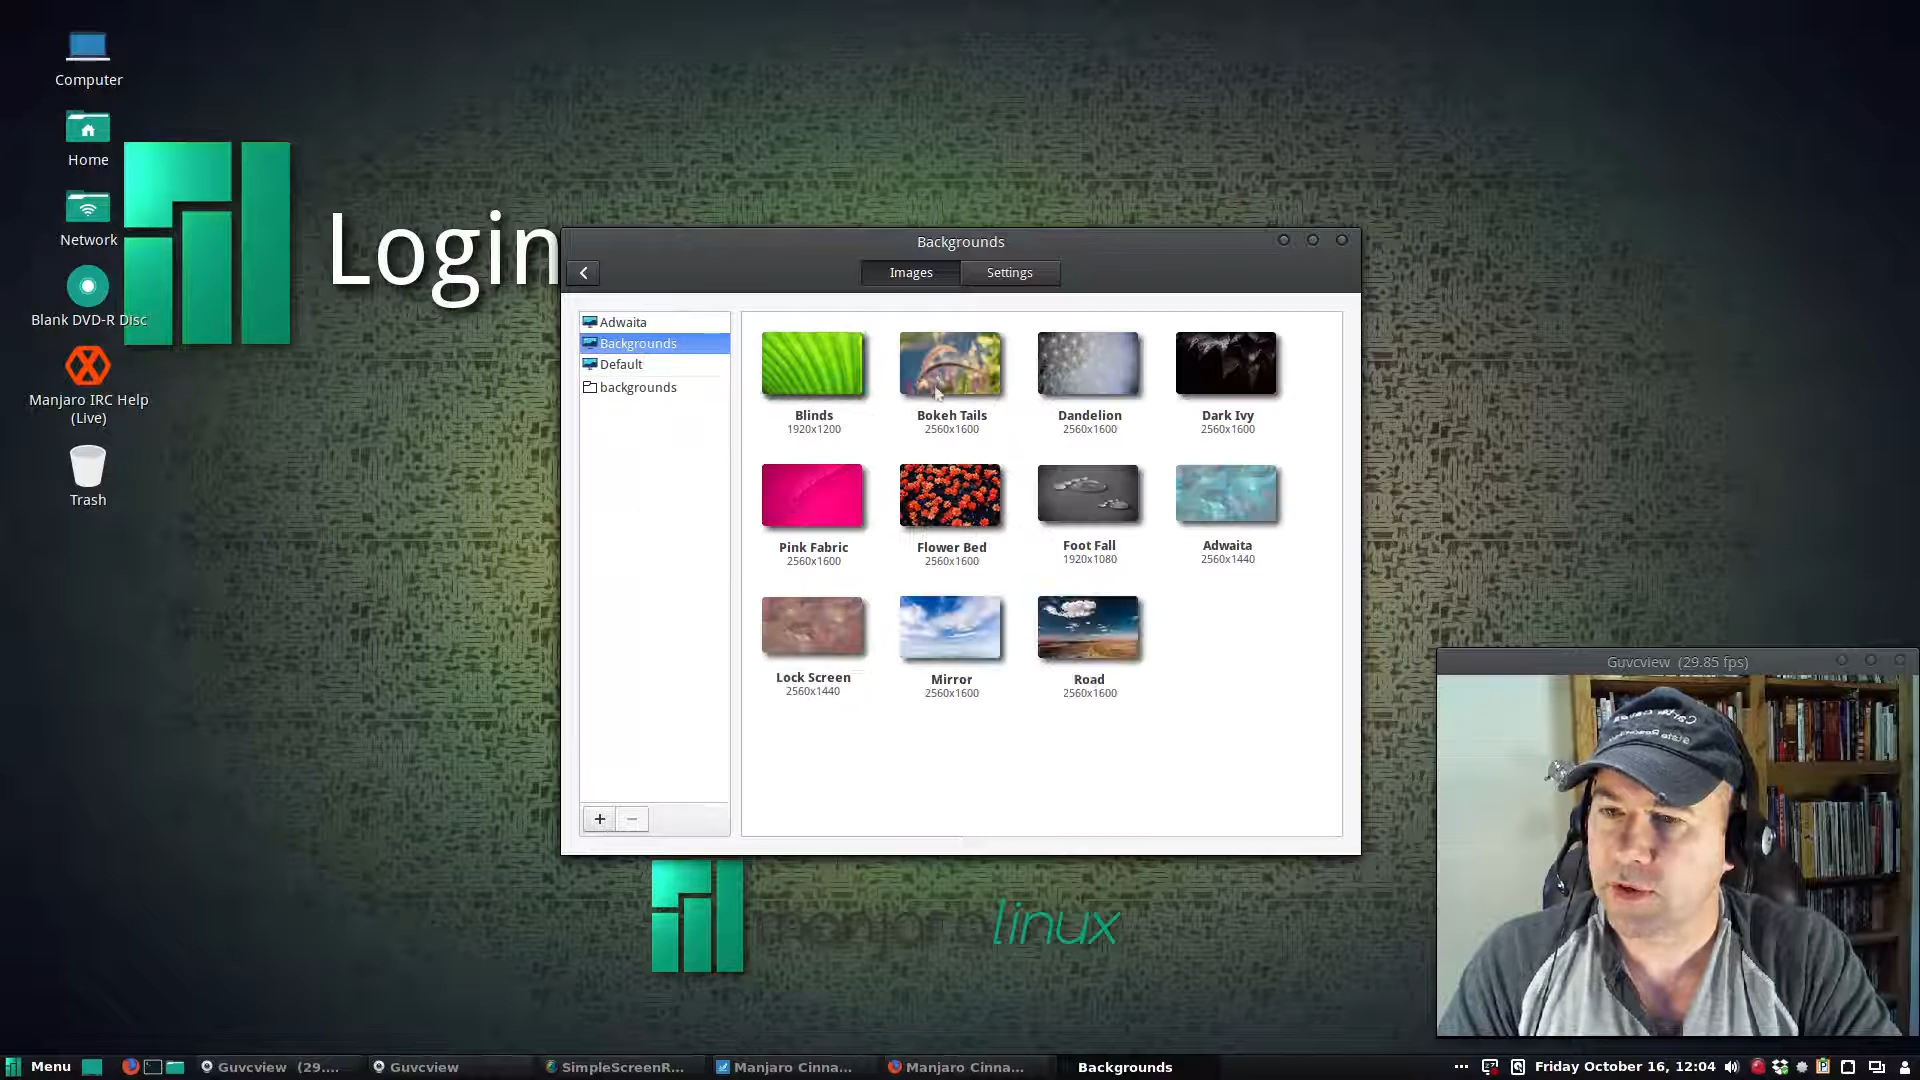 Computer
Home
Network
Blank DVD-R Disc
Manjaro IRC Help
(Live)
Trash
Login
Backgrounds
Images
Settings
Adwaita
Backgrounds
Default
backgrounds
Blinds
1920x1200
Bokeh Tails
2560x1600
Dandelion
2560x1600
Dark Ivy
2560x1600
Pink Fabric
2560x1600
Flower Bed
2560x1600
Foot Fall
1920x1080
Adwaita
2560x1440
Lock Screen
2560x1440
Mirror
2560x1600
Road
2560x1600
+
−
Guvcview (29.85 fps)
linux
Menu
Guvcview (29....
Guvcview
SimpleScreenR...
Manjaro Cinna...
Manjaro Cinna...
Backgrounds
Friday October 16, 12:04